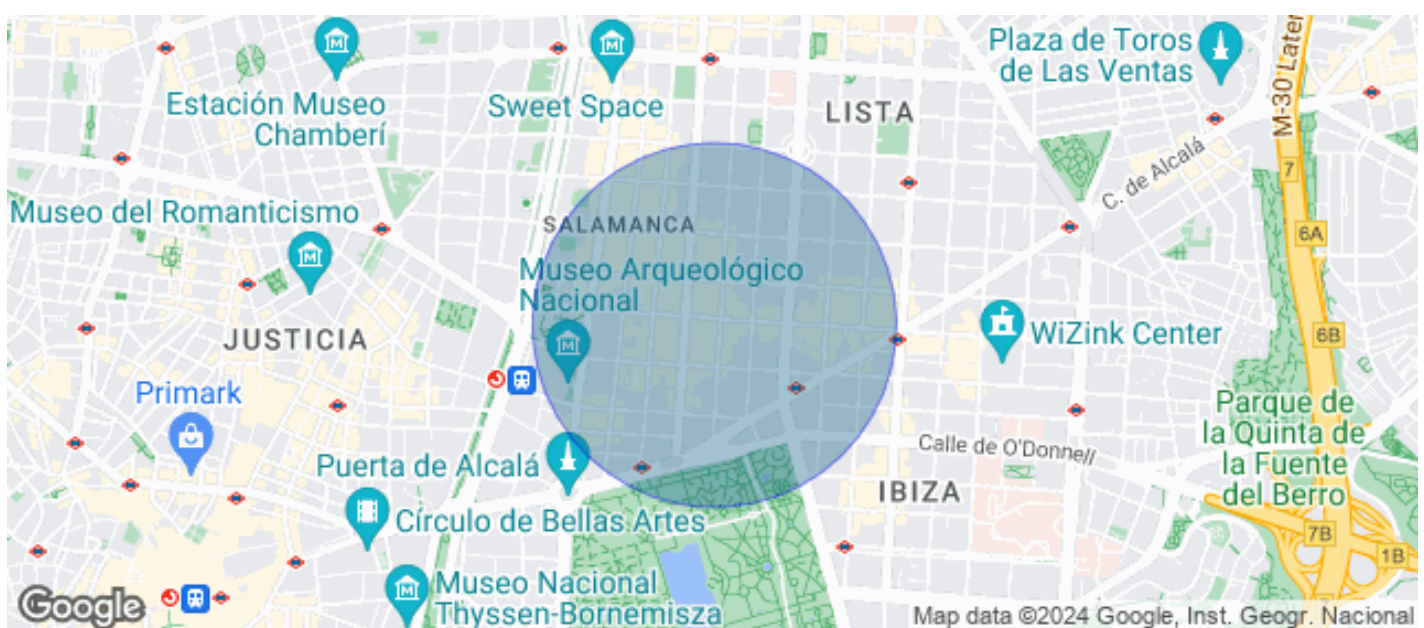 Plaza de Toros
de Las Ventas
M-30 Later
Estación Museo
Chamberí
Sweet Space
LISTA
7
C. de Alcalá
Museo del Romanticismo
SALAMANCA
6A
Museo Arqueológico
Nacional
JUSTICIA
WiZink Center
6B
Primark
Parque de
la Quinta de
la Fuente
del Berro
Calle de O'Donnell
Puerta de Alcalá
IBIZA
Círculo de Bellas Artes
7B
1B
Museo Nacional
Thyssen-Bornemisza
Google
Map data ©2024 Google, Inst. Geogr. Nacional